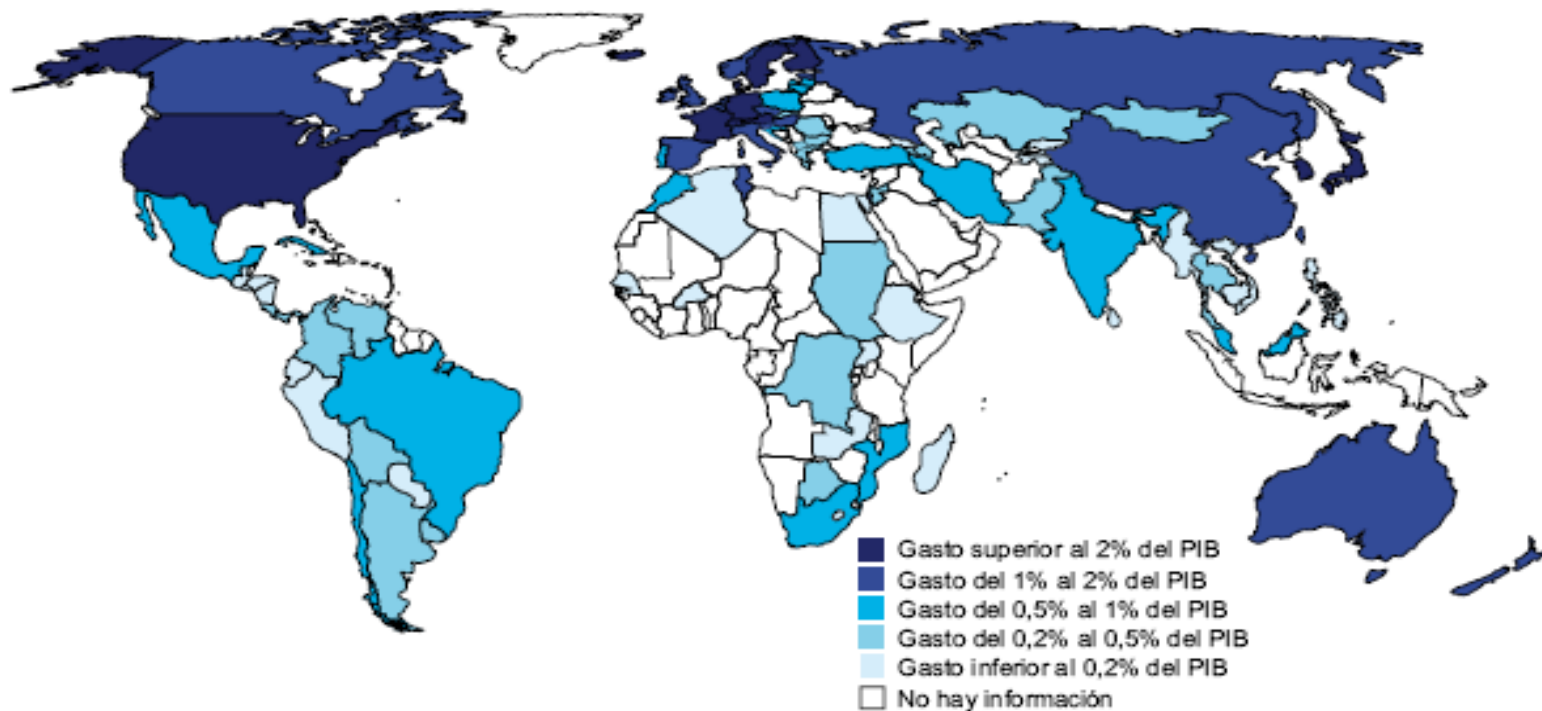 Gasto superior al 2% del PIB
Gasto del 1% al 2% del PIB
Gasto del 0,5% al 1% del PIB
Gasto del 0,2% al 0,5% del PIB
Gasto inferior al 0,2% del PIB
No hay información